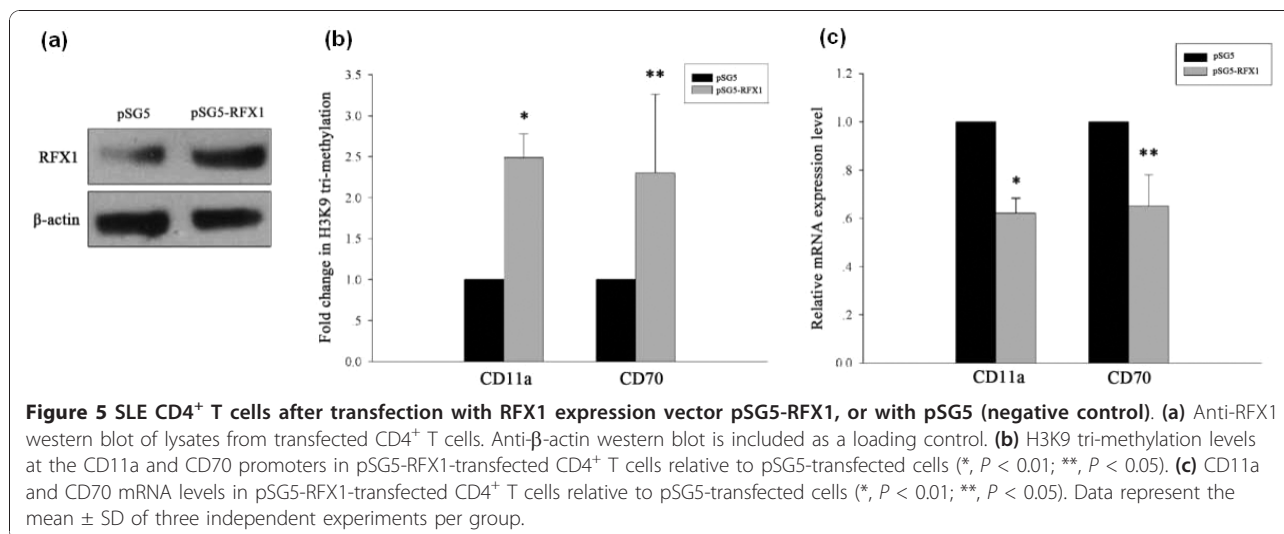 (a)
pSG5 pSG5-RFX1
RFX1
β-actin
(b)
Fold change in H3K9 tri-methylation
3.5
3.0
2.5
2.0
1.5
1.0
.5
0.0
*
**
pSG5
pSG5-RFX1
CD11a CD70
(c)
Relative mRNA expression level
1.2
1.0
.8
.6
.4
.2
0.0
*
**
pSG5
pSG5-RFX1
CD11a CD70
Figure 5 SLE CD4⁺ T cells after transfection with RFX1 expression vector pSG5-RFX1, or with pSG5 (negative control). (a) Anti-RFX1
western blot of lysates from transfected CD4⁺ T cells. Anti-β-actin western blot is included as a loading control. (b) H3K9 tri-methylation levels
at the CD11a and CD70 promoters in pSG5-RFX1-transfected CD4⁺ T cells relative to pSG5-transfected cells (*, P < 0.01; **, P < 0.05). (c) CD11a
and CD70 mRNA levels in pSG5-RFX1-transfected CD4⁺ T cells relative to pSG5-transfected cells (*, P < 0.01; **, P < 0.05). Data represent the
mean ± SD of three independent experiments per group.